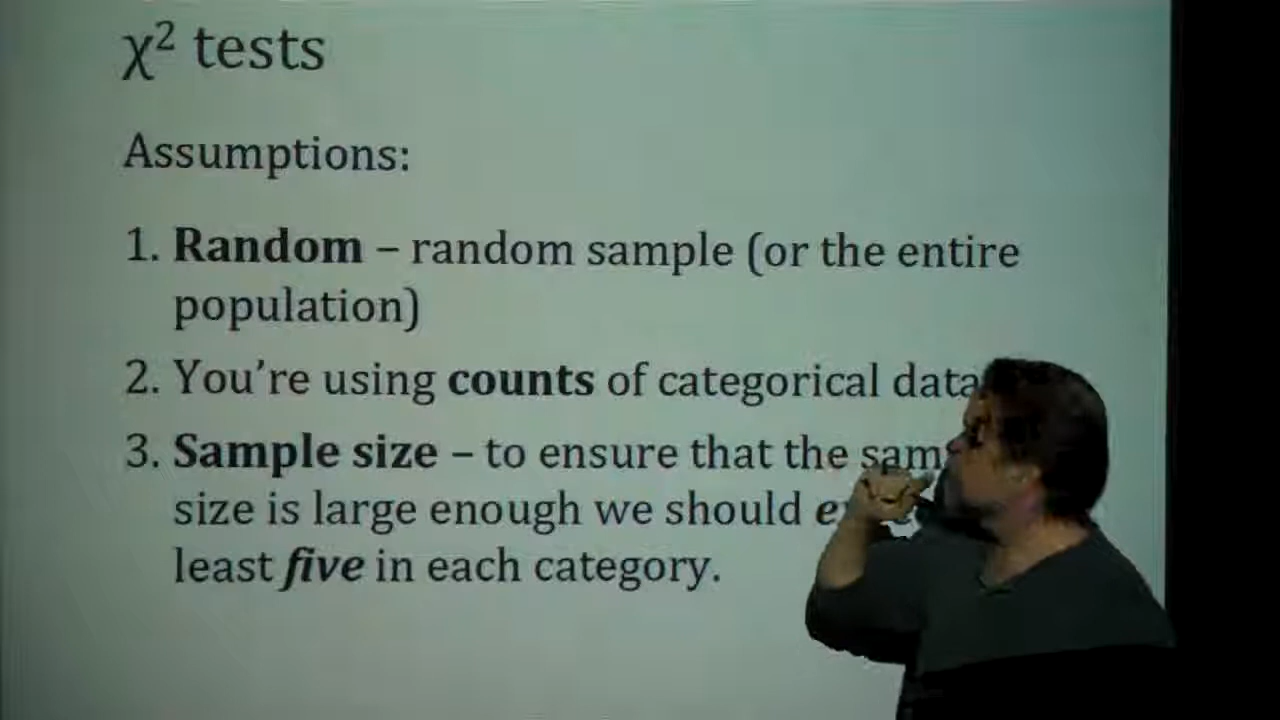 χ² tests
Assumptions:
1. Random – random sample (or the entire
population)
2. You're using counts of categorical data
3. Sample size – to ensure that the
size is large enough we should
least five in each category.